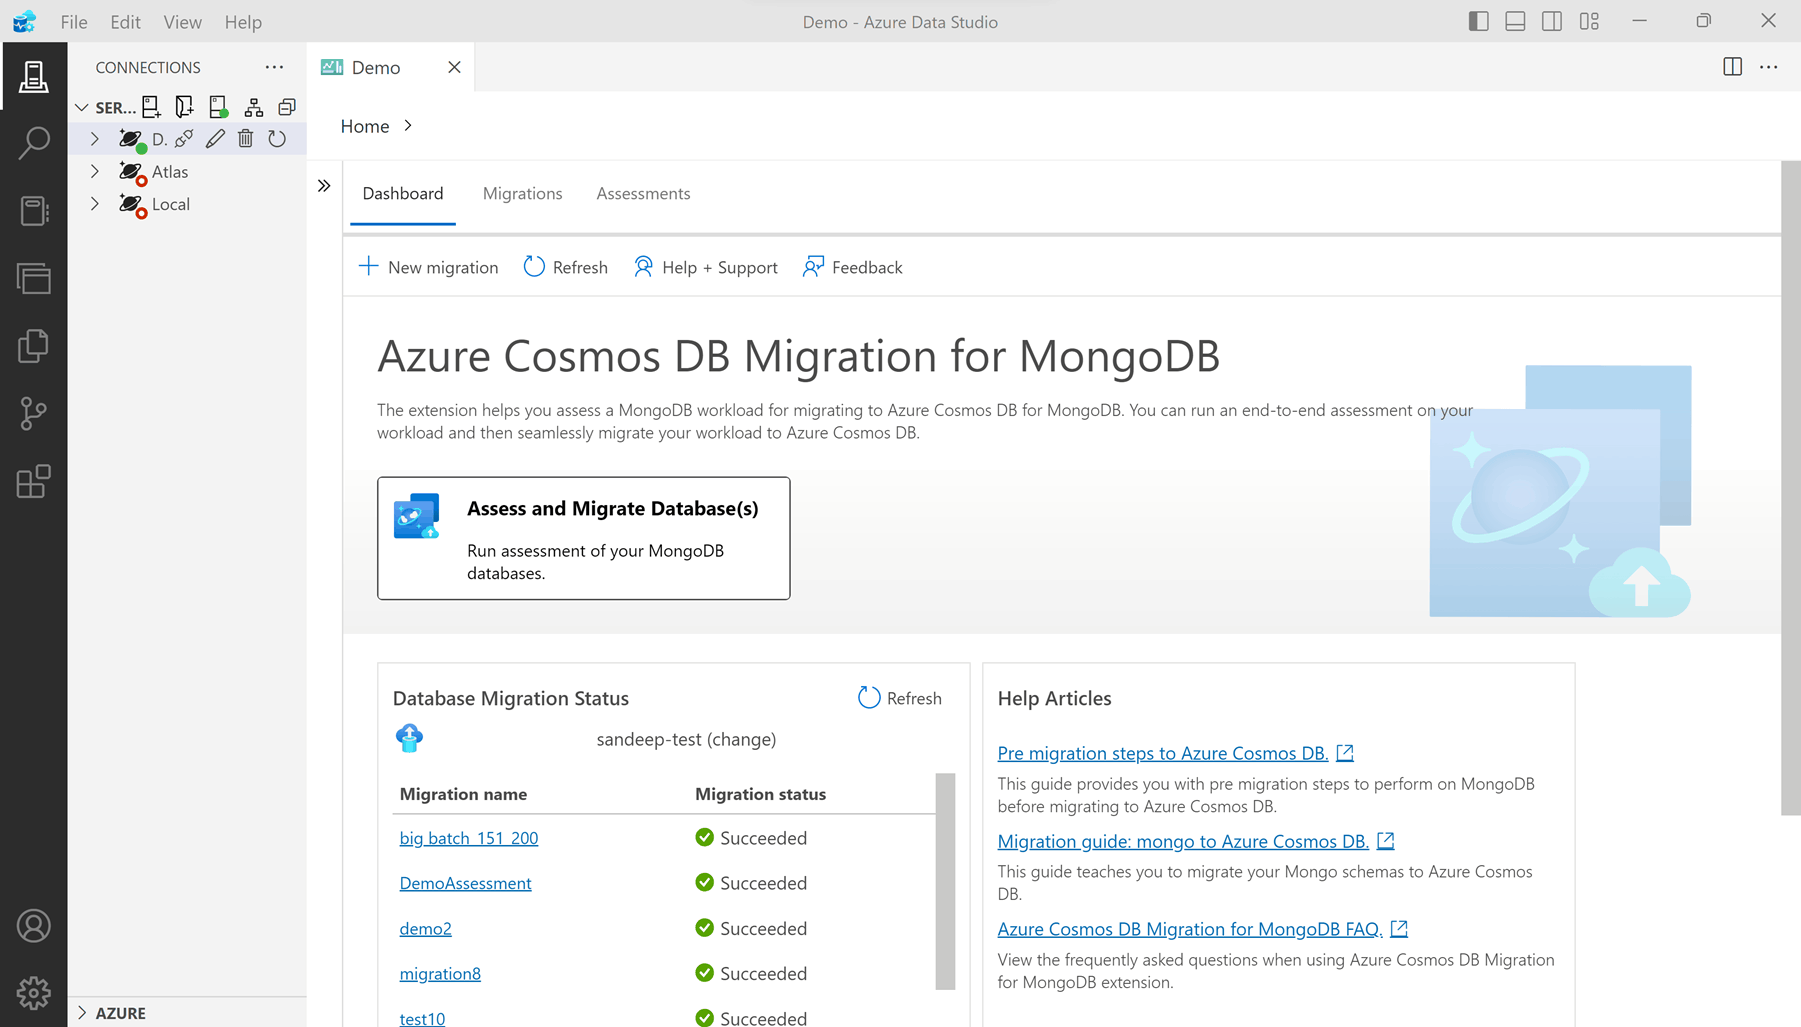 File Edit View Help
Demo - Azure Data Studio
CONNECTIONS
SER...
D.
Atlas
Local
AZURE
Demo
Home
Dashboard Migrations Assessments
New migration Refresh Help + Support Feedback
Azure Cosmos DB Migration for MongoDB
The extension helps you assess a MongoDB workload for migrating to Azure Cosmos DB for MongoDB. You can run an end-to-end assessment on your
workload and then seamlessly migrate your workload to Azure Cosmos DB.
Assess and Migrate Database(s)
Run assessment of your MongoDB
databases.
Database Migration Status
Refresh
sandeep-test (change)
Migration name Migration status
big_batch_151_200 Succeeded
DemoAssessment Succeeded
demo2 Succeeded
migration8 Succeeded
test10 Succeeded
Help Articles
Pre migration steps to Azure Cosmos DB.
This guide provides you with pre migration steps to perform on MongoDB
before migrating to Azure Cosmos DB.
Migration guide: mongo to Azure Cosmos DB.
This guide teaches you to migrate your Mongo schemas to Azure Cosmos
DB.
Azure Cosmos DB Migration for MongoDB FAQ.
View the frequently asked questions when using Azure Cosmos DB Migration
for MongoDB extension.